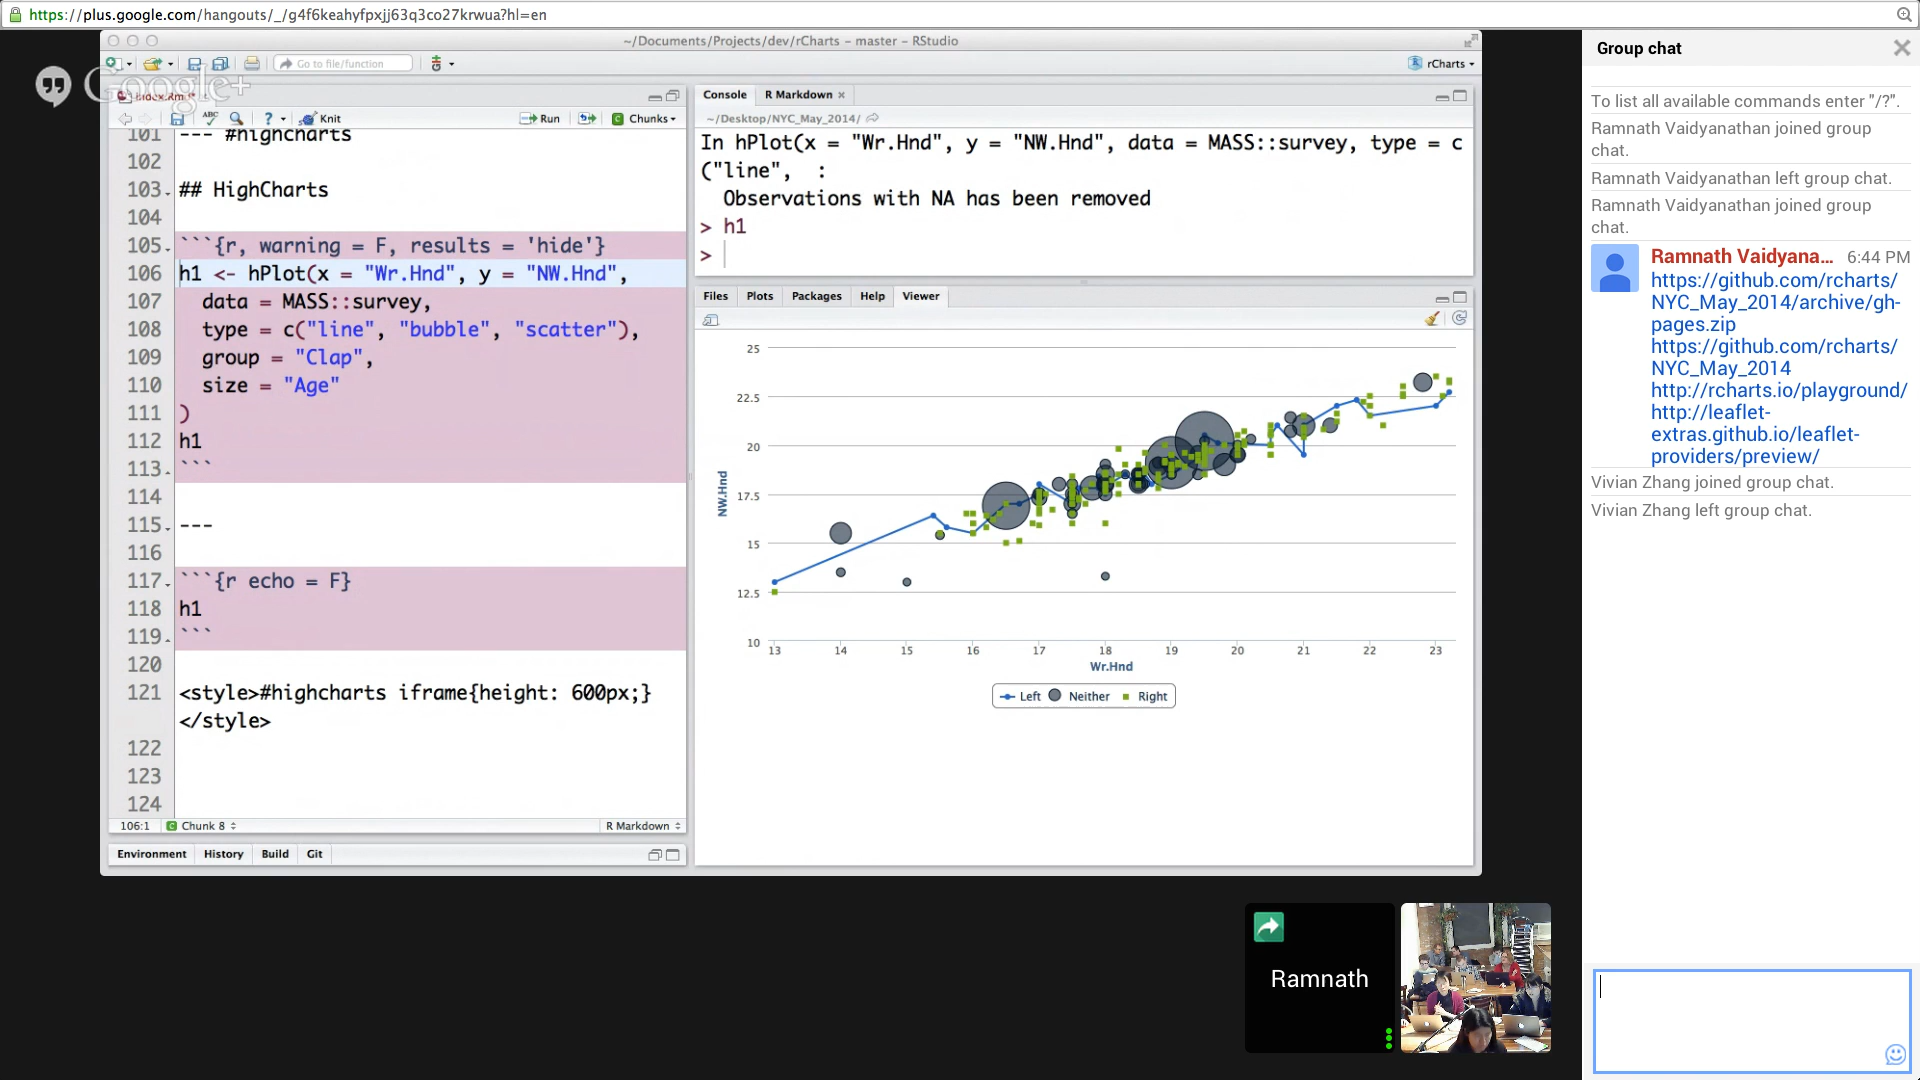 https://plus.google.com/hangouts/_/g4f6keahyfpxjj63q3co27krwua?hl=en
~/Documents/Projects/dev/rCharts – master – RStudio
Google+
Go to file/function
rCharts
index.Rmd*
ABC
? Knit
Run
Chunks
101 --- #highcharts
102
103 ## HighCharts
104
105 ```{r, warning = F, results = 'hide'}
106 h1 <- hPlot(x = "Wr.Hnd", y = "NW.Hnd",
107 data = MASS::survey,
108 type = c("line", "bubble", "scatter"),
109 group = "Clap",
110 size = "Age"
111 )
112 h1
113 ```
114
115 ---
116
117 ```{r echo = F}
118 h1
119 ```
120
121 <style>#highcharts iframe{height: 600px;}
</style>
122
123
124
106:1 C Chunk 8 R Markdown
Environment History Build Git
Console R Markdown
~/Desktop/NYC_May_2014/
In hPlot(x = "Wr.Hnd", y = "NW.Hnd", data = MASS::survey, type = c
("line", :
Observations with NA has been removed
> h1
>
Files Plots Packages Help Viewer
25
22.5
20
17.5
15
12.5
10
NW.Hnd
13 14 15 16 17 18 19 20 21 22 23
Wr.Hnd
Left Neither Right
Group chat
To list all available commands enter "/?".
Ramnath Vaidyanathan joined group
chat.
Ramnath Vaidyanathan left group chat.
Ramnath Vaidyanathan joined group
chat.
Ramnath Vaidyana... 6:44 PM
https://github.com/rcharts/
NYC_May_2014/archive/gh-
pages.zip
https://github.com/rcharts/
NYC_May_2014
http://rcharts.io/playground/
http://leaflet-
extras.github.io/leaflet-
providers/preview/
Vivian Zhang joined group chat.
Vivian Zhang left group chat.
Ramnath